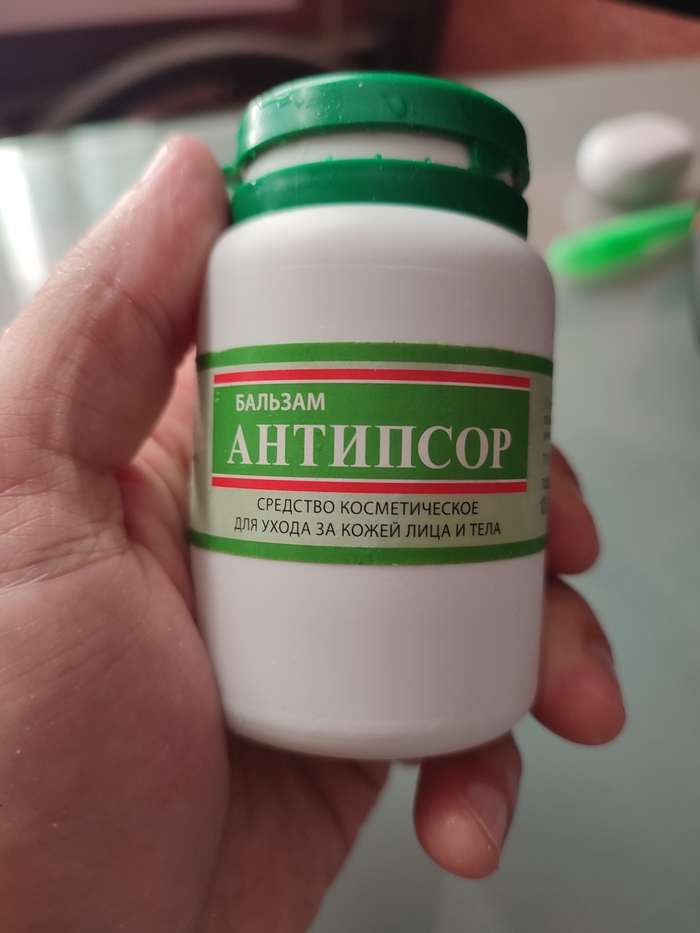 БАЛЬЗАМ
АНТИПСОР
СРЕДСТВО КОСМЕТИЧЕСКОЕ
ДЛЯ УХОДА ЗА КОЖЕЙ ЛИЦА И ТЕЛА